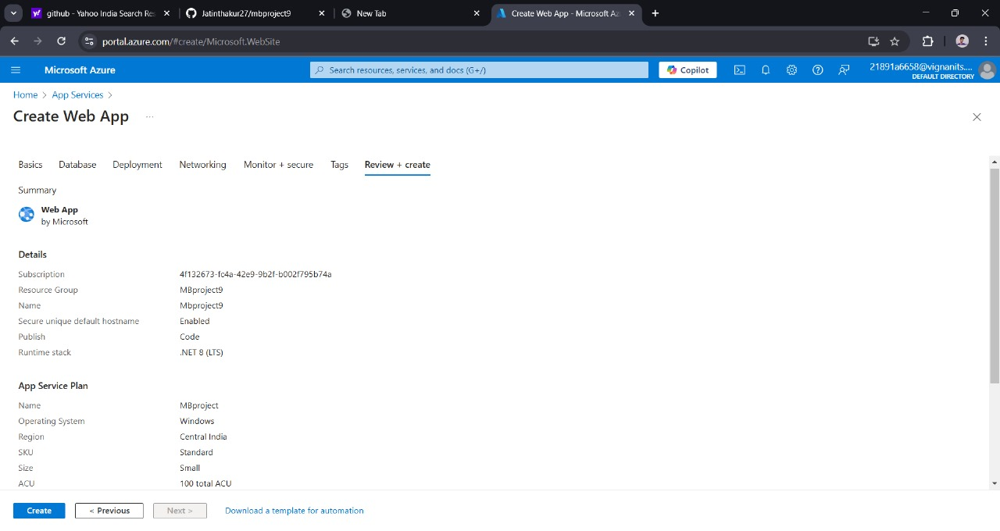 github - Yahoo India Search Res
Jatinthakur27/mbproject9
New Tab
Create Web App - Microsoft Az
portal.azure.com/#create/Microsoft.WebSite
Microsoft Azure
Search resources, services, and docs (G+/)
Copilot
21891a6658@vignanits....
DEFAULT DIRECTORY
Home > App Services >
Create Web App ...
Basics Database Deployment Networking Monitor + secure Tags Review + create
Summary
Web App
by Microsoft
Details
Subscription 4f132673-fc4a-42e9-9b2f-b002f795b74a
Resource Group MBproject9
Name Mbproject9
Secure unique default hostname Enabled
Publish Code
Runtime stack .NET 8 (LTS)
App Service Plan
Name MBproject
Operating System Windows
Region Central India
SKU Standard
Size Small
ACU 100 total ACU
Create < Previous Next > Download a template for automation